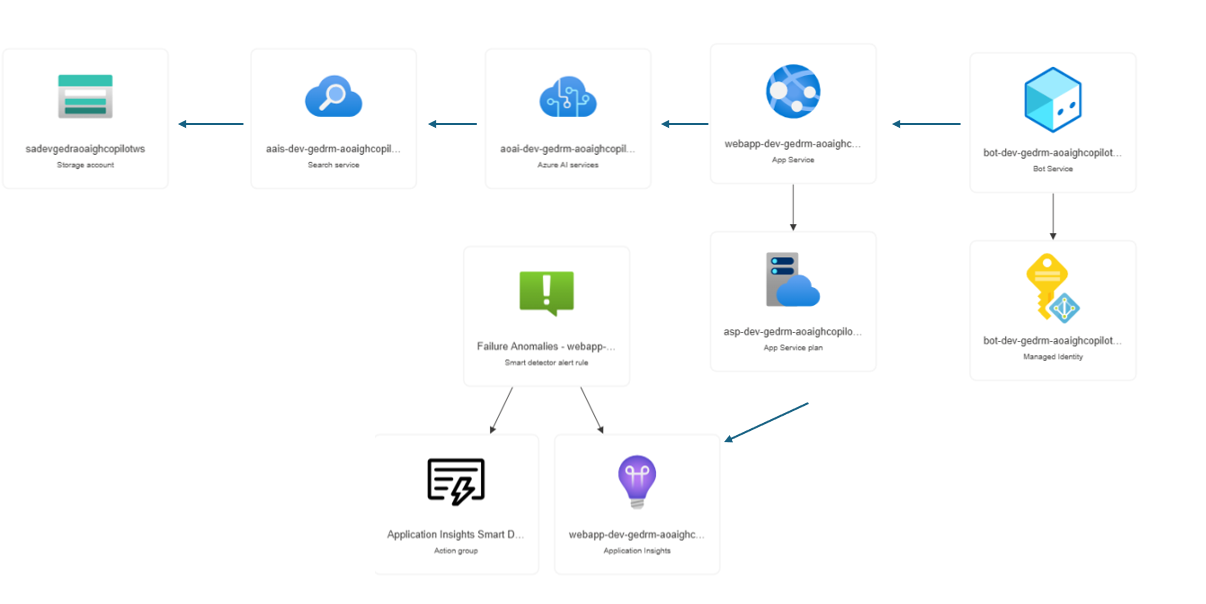 sadevgedraoaighcopilotws
Storage account
aais-dev-gedrm-aoaighcopil...
Search service
aoai-dev-gedrm-aoaighcopil...
Azure AI services
webapp-dev-gedrm-aoaighc...
App Service
bot-dev-gedrm-aoaighcopilot...
Bot Service
Failure Anomalies - webapp-...
Smart detector alert rule
asp-dev-gedrm-aoaighcopilo...
App Service plan
bot-dev-gedrm-aoaighcopilot...
Managed Identity
Application Insights Smart D...
Action group
webapp-dev-gedrm-aoaighc...
Application Insights